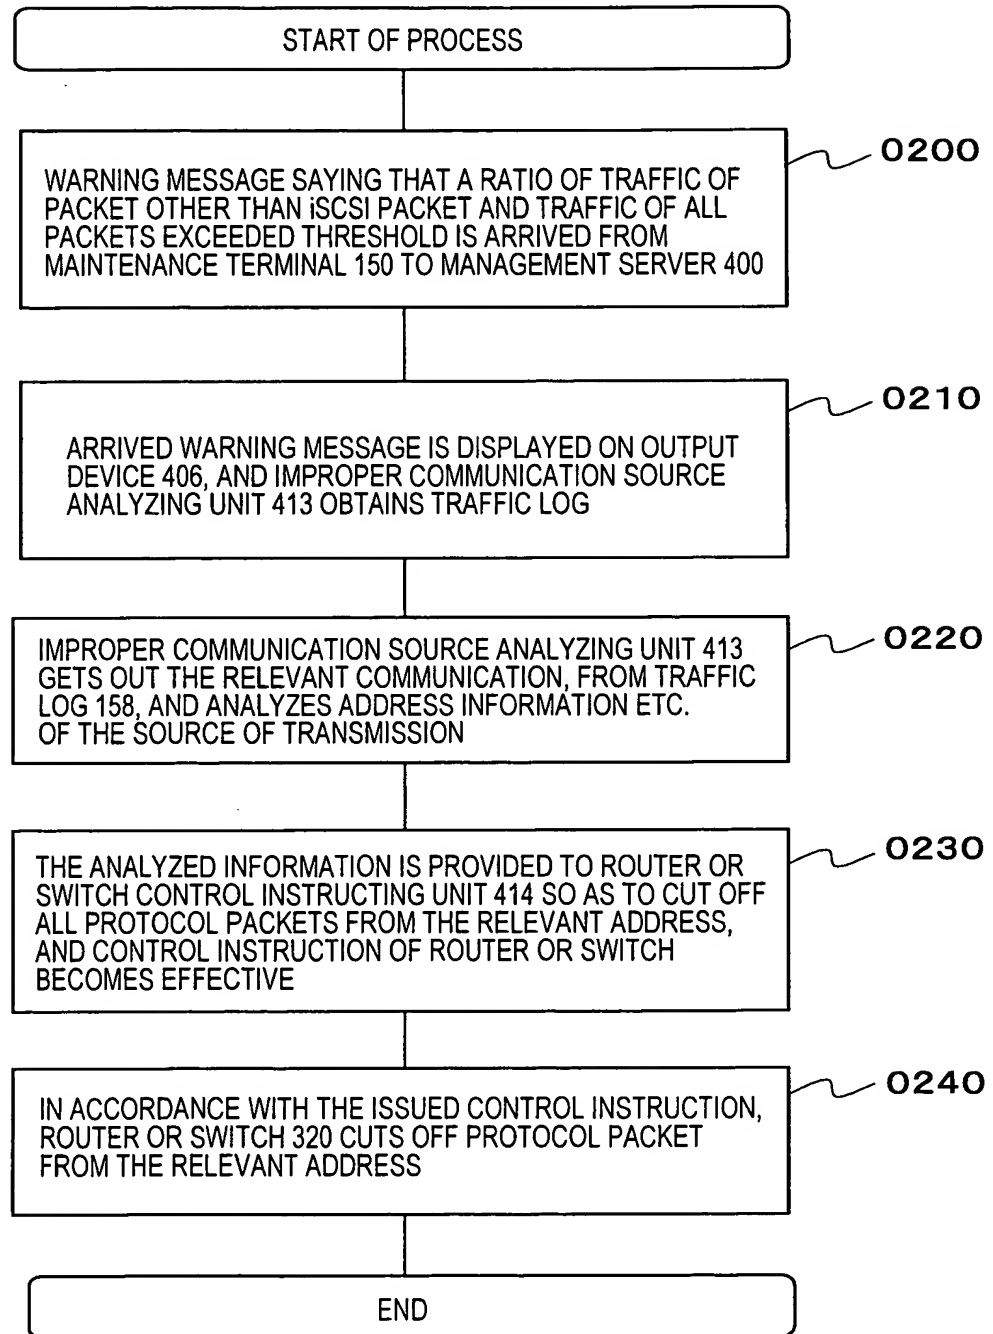 START OF PROCESS
WARNING MESSAGE SAYING THAT A RATIO OF TRAFFIC OF
PACKET OTHER THAN iSCSI PACKET AND TRAFFIC OF ALL
PACKETS EXCEEDED THRESHOLD IS ARRIVED FROM
MAINTENANCE TERMINAL 150 TO MANAGEMENT SERVER 400
0200
ARRIVED WARNING MESSAGE IS DISPLAYED ON OUTPUT
DEVICE 406, AND IMPROPER COMMUNICATION SOURCE
ANALYZING UNIT 413 OBTAINS TRAFFIC LOG
0210
IMPROPER COMMUNICATION SOURCE ANALYZING UNIT 413
GETS OUT THE RELEVANT COMMUNICATION, FROM TRAFFIC
LOG 158, AND ANALYZES ADDRESS INFORMATION ETC.
OF THE SOURCE OF TRANSMISSION
0220
THE ANALYZED INFORMATION IS PROVIDED TO ROUTER OR
SWITCH CONTROL INSTRUCTING UNIT 414 SO AS TO CUT OFF
ALL PROTOCOL PACKETS FROM THE RELEVANT ADDRESS,
AND CONTROL INSTRUCTION OF ROUTER OR SWITCH
BECOMES EFFECTIVE
0230
IN ACCORDANCE WITH THE ISSUED CONTROL INSTRUCTION,
ROUTER OR SWITCH 320 CUTS OFF PROTOCOL PACKET
FROM THE RELEVANT ADDRESS
0240
END